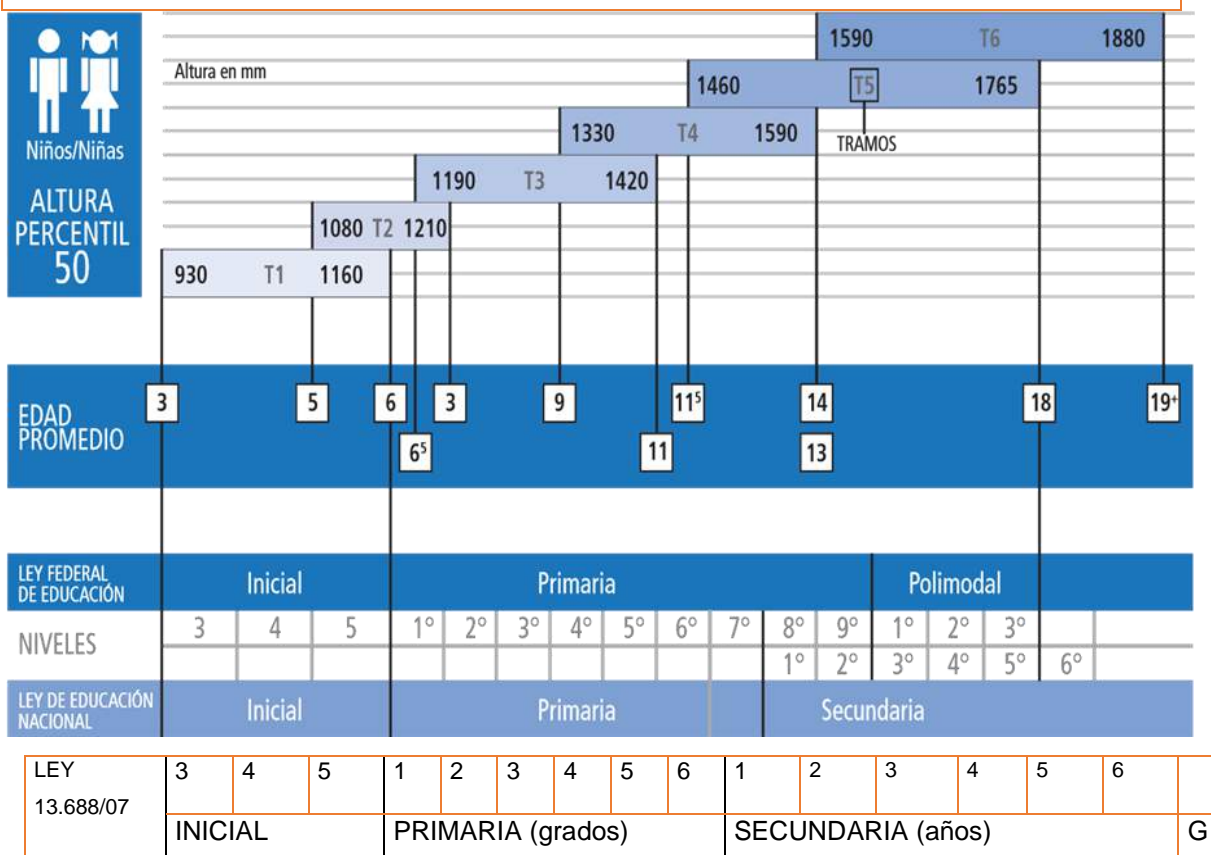 1590 T6 1880
Altura en mm
1460 T5 1765
TRAMOS
1330 T4 1590
Niños/Niñas
1190 T3 1420
ALTURA
PERCENTIL
50
1080 T2 1210
930 T1 1160
EDAD
PROMEDIO
3 5 6 3 9 11⁵ 14 18 19⁺
6⁵ 11 13
LEY FEDERAL
DE EDUCACIÓN
Inicial Primaria Polimodal
NIVELES
3 4 5 1° 2° 3° 4° 5° 6° 7° 8° 9° 1° 2° 3°
1° 2° 3° 4° 5° 6°
LEY DE EDUCACIÓN
NACIONAL
Inicial Primaria Secundaria
LEY
13.688/07
3 4 5 1 2 3 4 5 6 1 2 3 4 5 6
INICIAL PRIMARIA (grados) SECUNDARIA (años) G